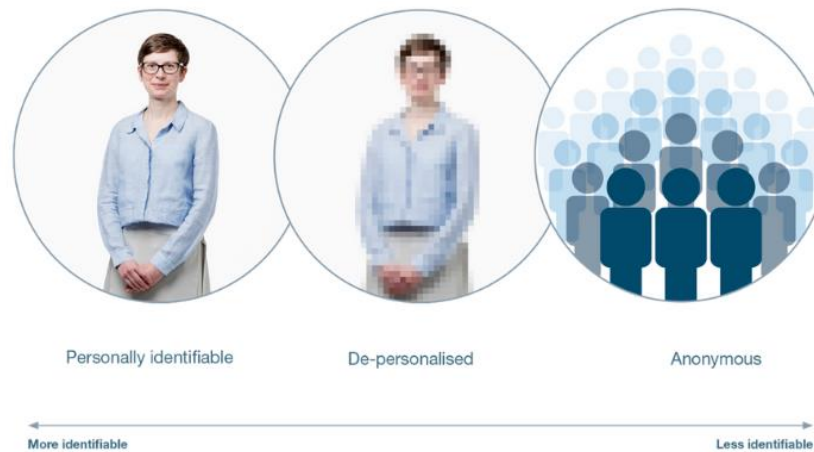 Personally identifiable
De-personalised
Anonymous
More identifiable
Less identifiable